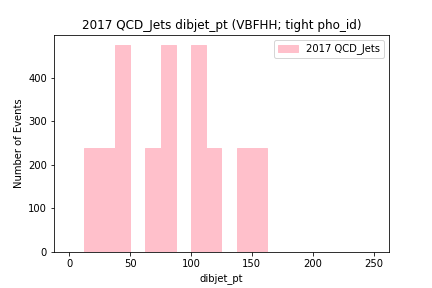 2017 QCD_Jets dibjet_pt (VBFHH; tight pho_id)
2017 QCD_Jets
Number of Events
400
300
200
100
0
0 50 100 150 200 250
dibjet_pt